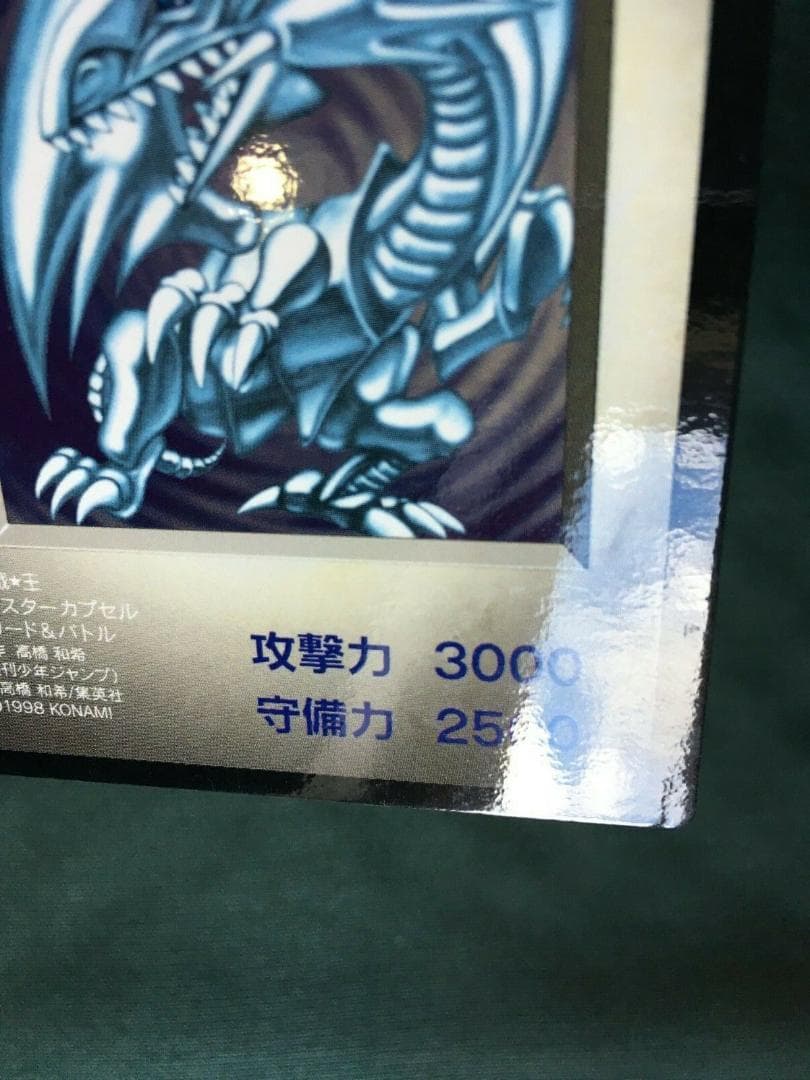 戯★王
スターカプセル
ード＆バトル
高橋 和希
刊少年ジャンプ)
高橋 和希/集英社
©1998 KONAMI
攻撃力 3000
守備力 2500